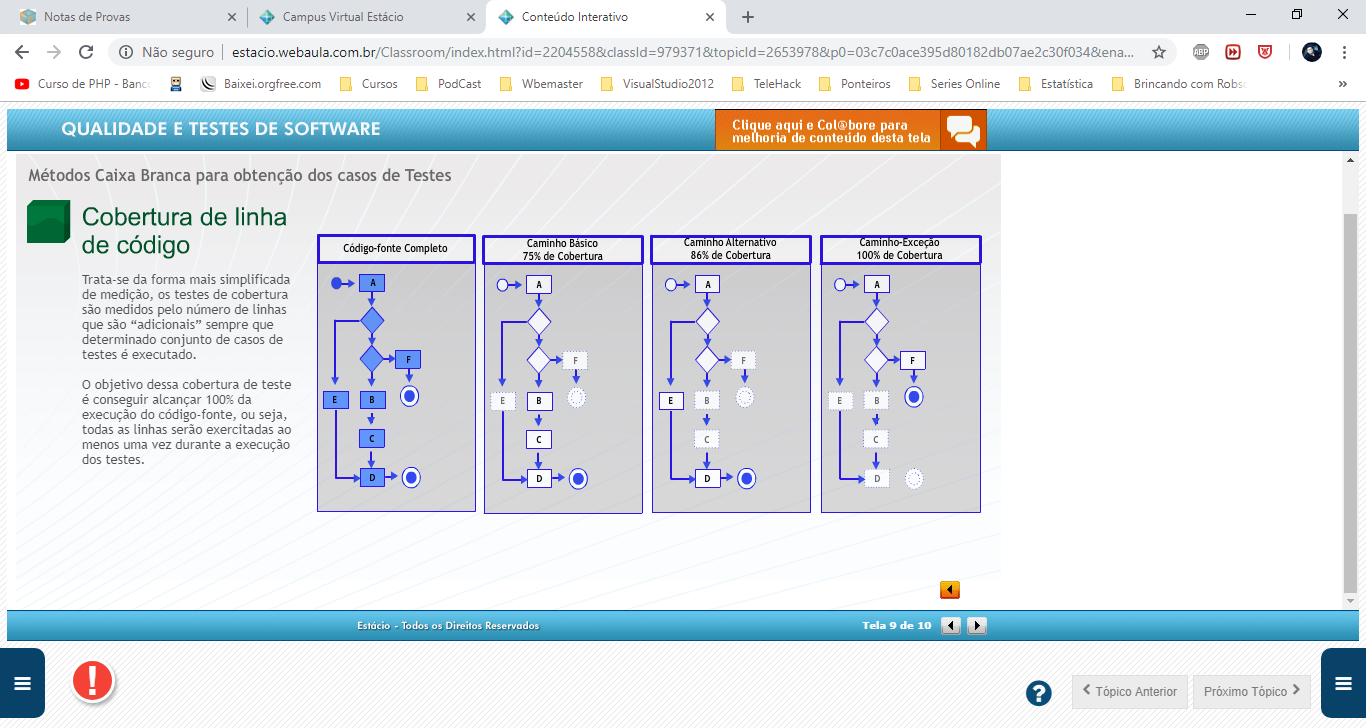 Notas de Provas
Campus Virtual Estácio
Conteúdo Interativo
Não seguro
estacio.webaula.com.br/Classroom/index.html?id=2204558&classId=979371&topicId=2653978&p0=03c7c0ace395d80182db07ae2c30f034&ena...
ABP
Curso de PHP - Banc
Baixei.orgfree.com
Cursos
PodCast
Wbemaster
VisualStudio2012
TeleHack
Ponteiros
Series Online
Estatística
Brincando com Robs
»
QUALIDADE E TESTES DE SOFTWARE
Clique aqui e Col@bore para
melhoria de conteúdo desta tela
Métodos Caixa Branca para obtenção dos casos de Testes
Cobertura de linha
de código
Trata-se da forma mais simplificada
de medição, os testes de cobertura
são medidos pelo número de linhas
que são “adicionais” sempre que
determinado conjunto de casos de
testes é executado.
O objetivo dessa cobertura de teste
é conseguir alcançar 100% da
execução do código-fonte, ou seja,
todas as linhas serão exercitadas ao
menos uma vez durante a execução
dos testes.
Código-fonte Completo
A
F
E
B
C
D
Caminho Básico
75% de Cobertura
A
F
E
B
C
D
Caminho Alternativo
86% de Cobertura
A
F
E
B
C
D
Caminho-Exceção
100% de Cobertura
A
F
E
B
C
D
Estácio - Todos os Direitos Reservados
Tela 9 de 10
!
?
Tópico Anterior
Próximo Tópico